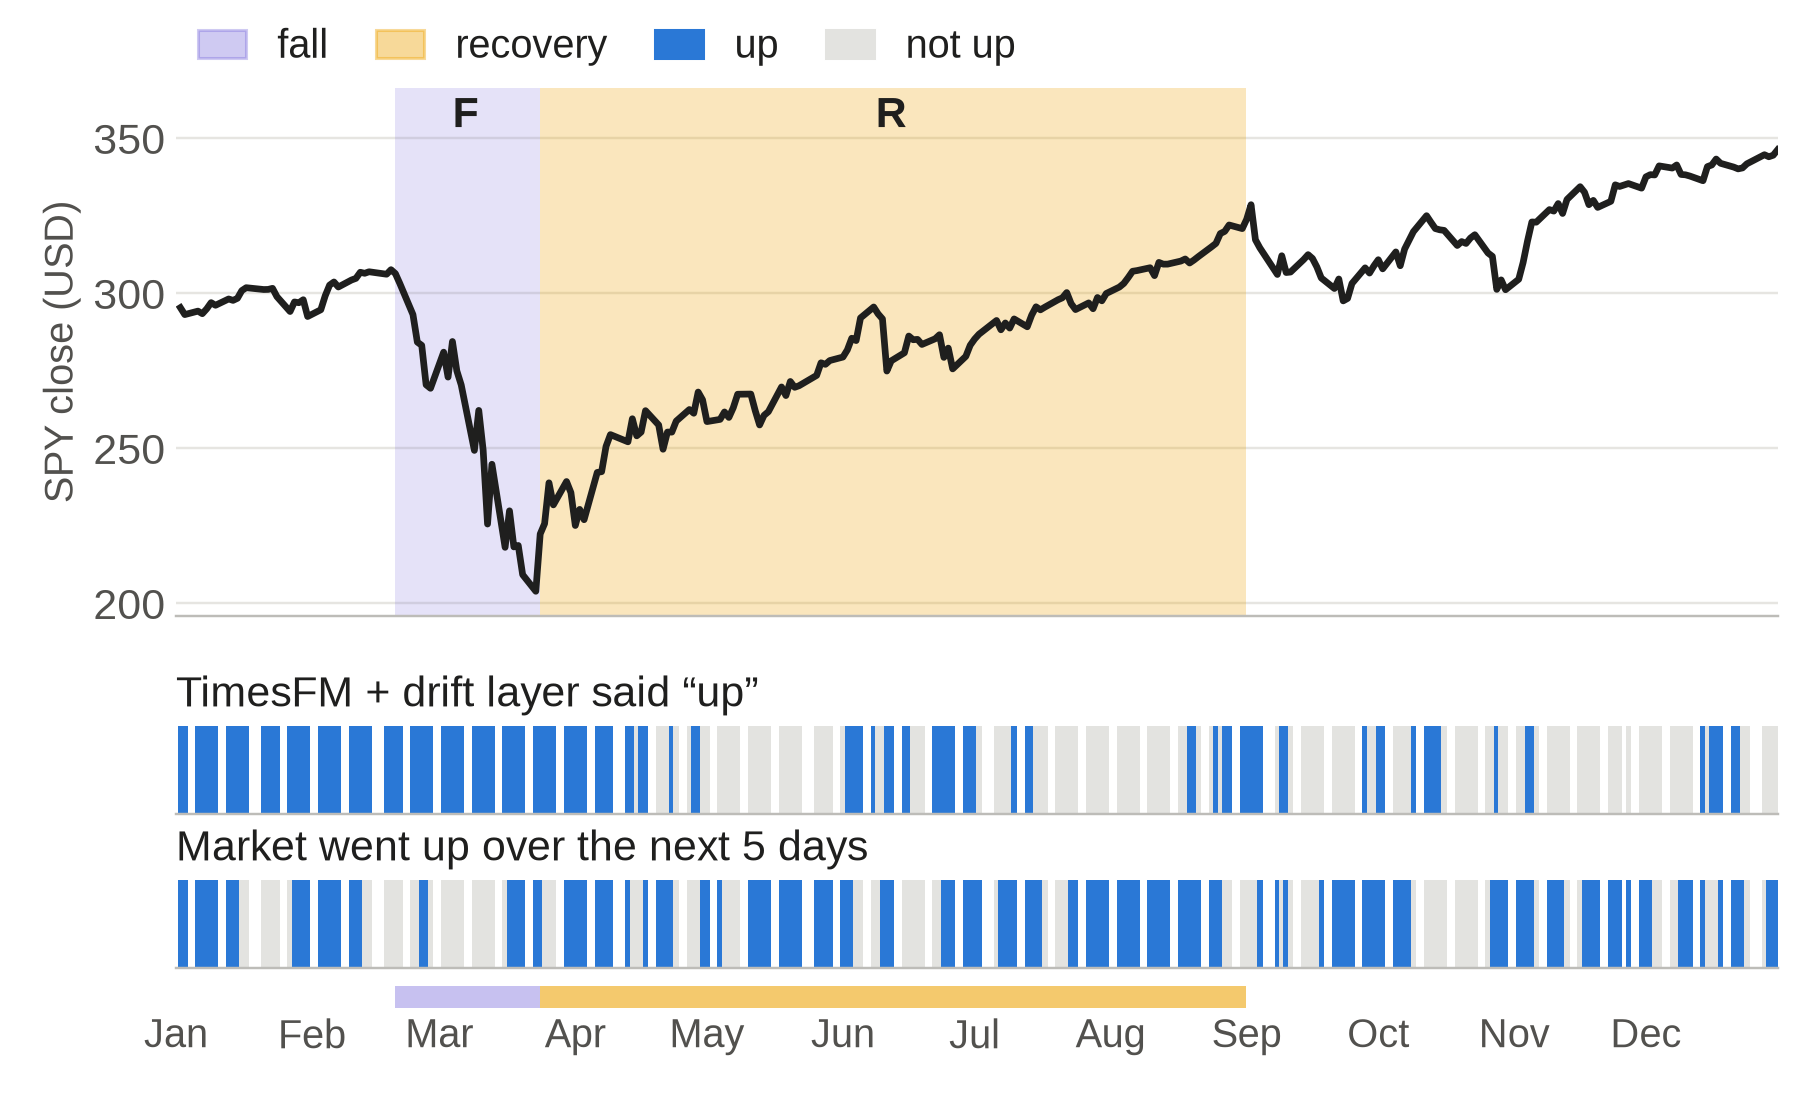 fall recovery up not up
F R
350
300
250
200
SPY close (USD)
TimesFM + drift layer said “up”
Market went up over the next 5 days
Jan Feb Mar Apr May Jun Jul Aug Sep Oct Nov Dec